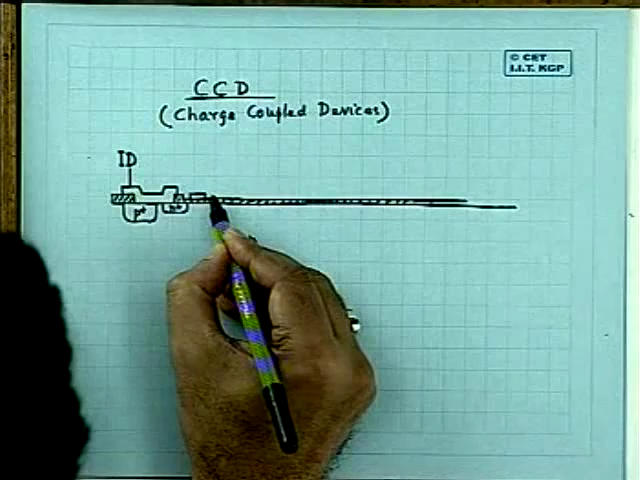 © CET
I.I.T. KGP
CCD
(Charge Coupled Devices)
ID
p+ n+